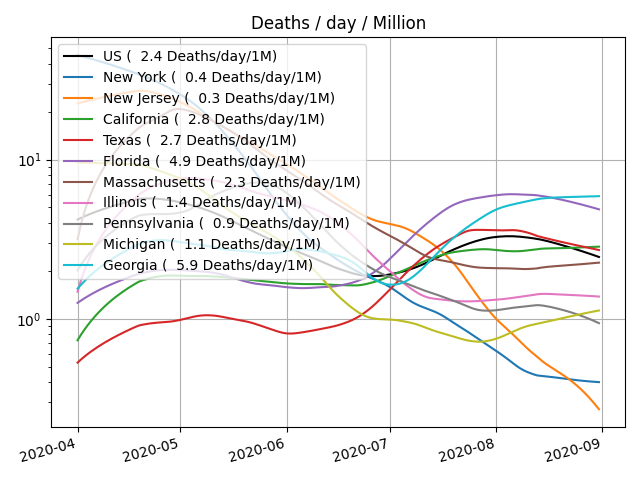 Deaths / day / Million
US (  2.4 Deaths/day/1M)
New York (  0.4 Deaths/day/1M)
New Jersey (  0.3 Deaths/day/1M)
California (  2.8 Deaths/day/1M)
Texas (  2.7 Deaths/day/1M)
Florida (  4.9 Deaths/day/1M)
Massachusetts (  2.3 Deaths/day/1M)
Illinois (  1.4 Deaths/day/1M)
Pennsylvania (  0.9 Deaths/day/1M)
Michigan (  1.1 Deaths/day/1M)
Georgia (  5.9 Deaths/day/1M)
10¹
10⁰
2020-04 2020-05 2020-06 2020-07 2020-08 2020-09